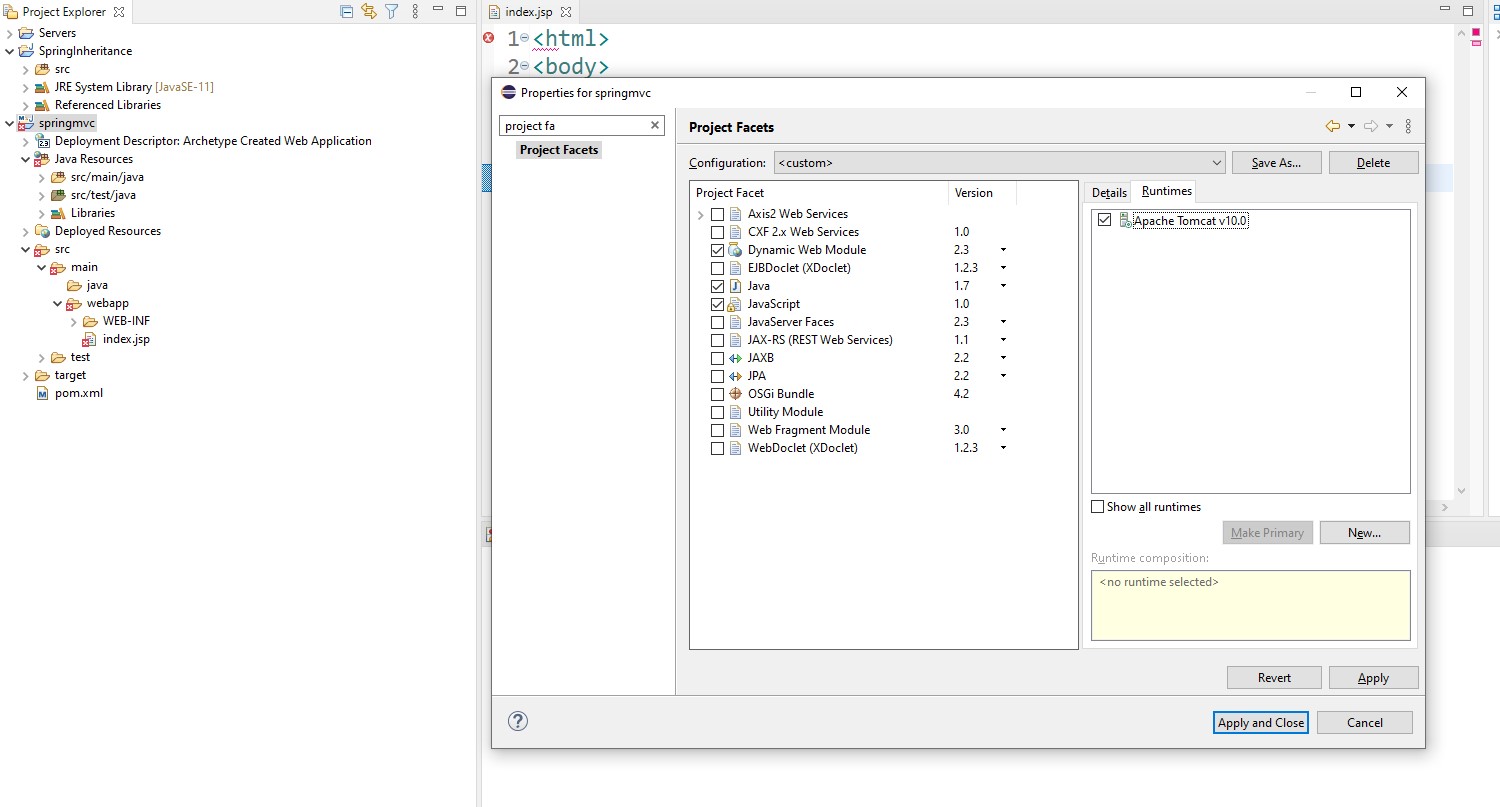 Project Explorer
Servers
SpringInheritance
src
JRE System Library [JavaSE-11]
Referenced Libraries
springmvc
Deployment Descriptor: Archetype Created Web Application
Java Resources
src/main/java
src/test/java
Libraries
Deployed Resources
src
main
java
webapp
WEB-INF
index.jsp
test
target
pom.xml
index.jsp
1 <html>
2 <body>
Properties for springmvc
project fa
Project Facets
Project Facets
Configuration: <custom> Save As... Delete
Project Facet Version
Axis2 Web Services
CXF 2.x Web Services 1.0
Dynamic Web Module 2.3
EJBDoclet (XDoclet) 1.2.3
Java 1.7
JavaScript 1.0
JavaServer Faces 2.3
JAX-RS (REST Web Services) 1.1
JAXB 2.2
JPA 2.2
OSGi Bundle 4.2
Utility Module
Web Fragment Module 3.0
WebDoclet (XDoclet) 1.2.3
Details Runtimes
Apache Tomcat v10.0
Show all runtimes
Make Primary New...
Runtime composition:
<no runtime selected>
Revert Apply
Apply and Close Cancel